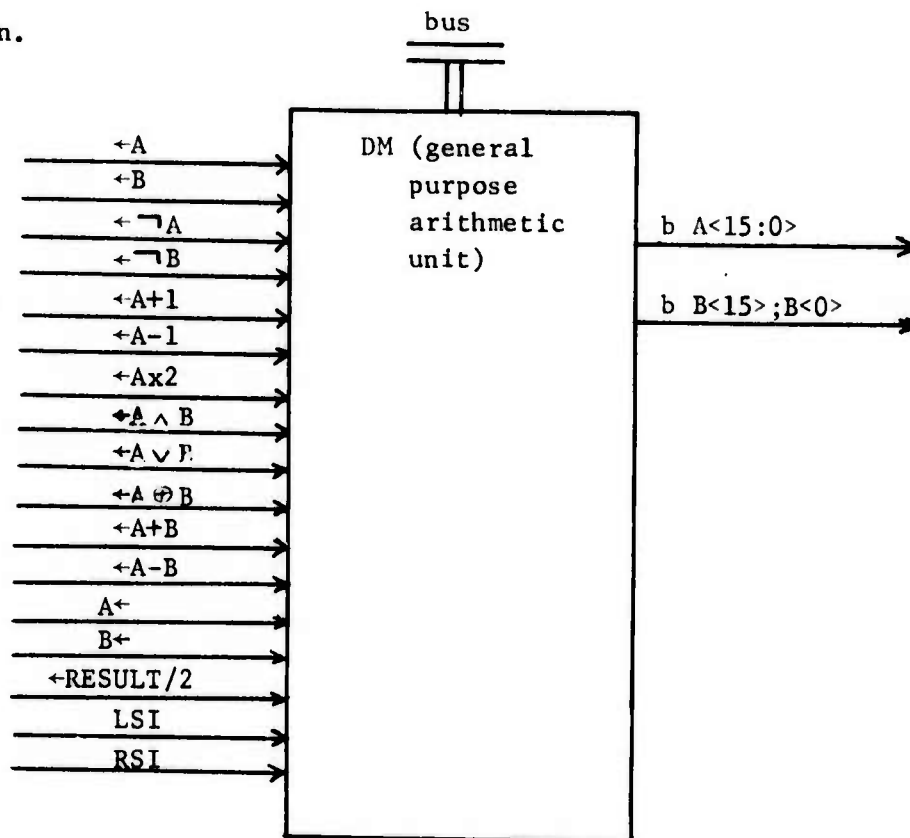 n.
bus
DM (general
purpose
arithmetic
unit)
←A
←B
←¬A
←¬B
←A+1
←A-1
←Ax2
←A ∧ B
←A ∨ B
←A ⊕ B
←A+B
←A-B
A←
B←
←RESULT/2
LSI
RSI
b A<15:0>
b B<15>;B<0>